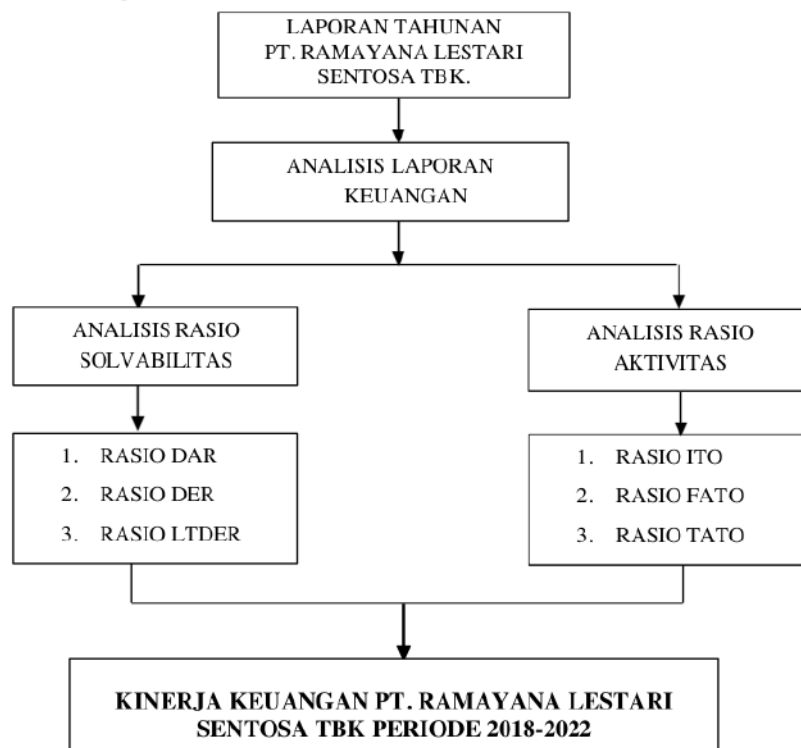 LAPORAN TAHUNAN
PT. RAMAYANA LESTARI
SENTOSA TBK.
ANALISIS LAPORAN
KEUANGAN
ANALISIS RASIO
SOLVABILITAS
ANALISIS RASIO
AKTIVITAS
1. RASIO DAR
2. RASIO DER
3. RASIO LTDER
1. RASIO ITO
2. RASIO FATO
3. RASIO TATO
KINERJA KEUANGAN PT. RAMAYANA LESTARI
SENTOSA TBK PERIODE 2018-2022